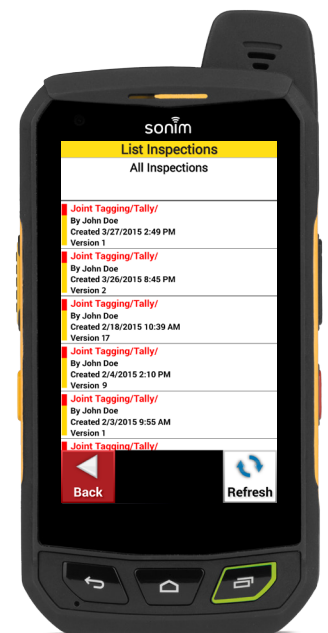 sonim
List Inspections
All Inspections
Joint Tagging/Tally/
By John Doe
Created 3/27/2015 2:49 PM
Version 1
Joint Tagging/Tally/
By John Doe
Created 3/26/2015 8:45 PM
Version 2
Joint Tagging/Tally/
By John Doe
Created 2/18/2015 10:39 AM
Version 17
Joint Tagging/Tally/
By John Doe
Created 2/4/2015 2:10 PM
Version 9
Joint Tagging/Tally/
By John Doe
Created 2/3/2015 9:55 AM
Version 1
Joint Tagging/Tally/
Back
Refresh